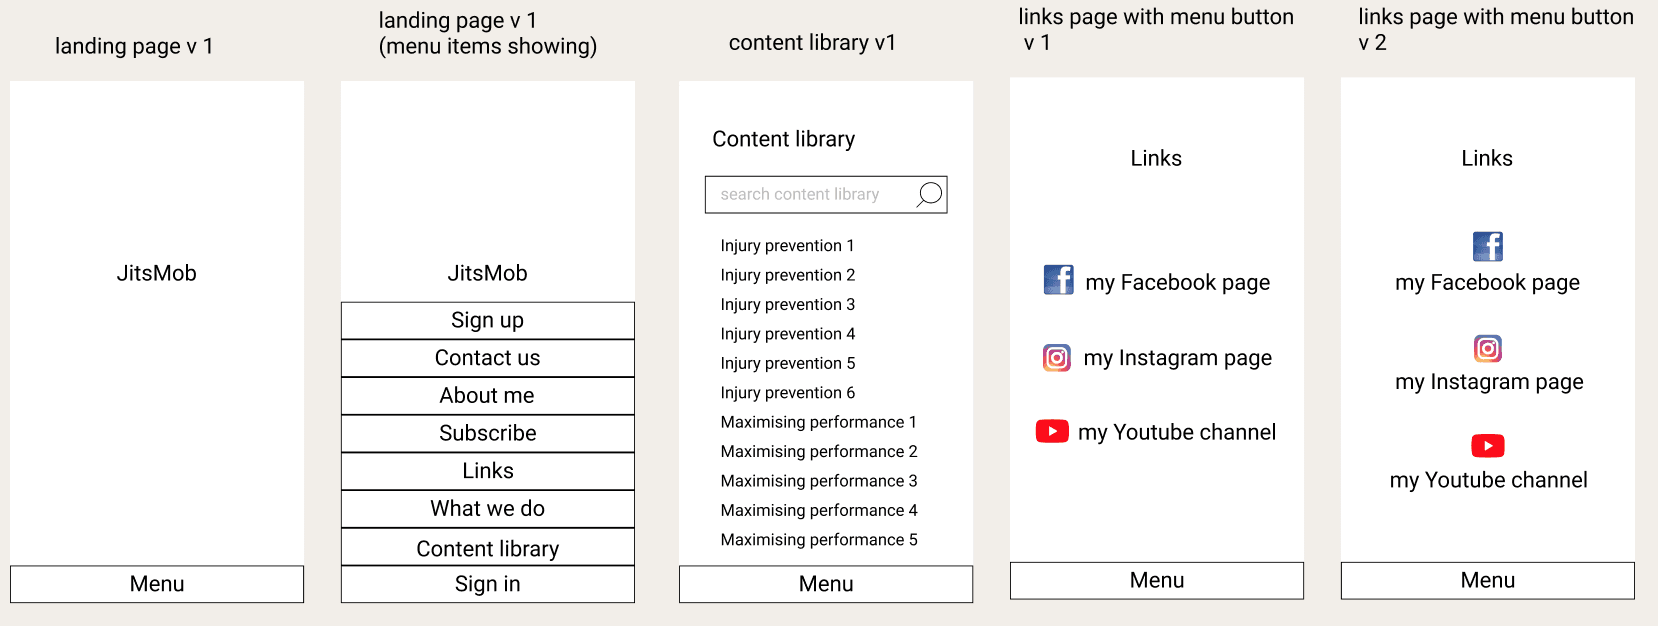 landing page v 1
JitsMob
Menu
landing page v 1
(menu items showing)
JitsMob
Sign up
Contact us
About me
Subscribe
Links
What we do
Content library
Sign in
content library v1
Content library
search content library
Injury prevention 1
Injury prevention 2
Injury prevention 3
Injury prevention 4
Injury prevention 5
Injury prevention 6
Maximising performance 1
Maximising performance 2
Maximising performance 3
Maximising performance 4
Maximising performance 5
Menu
links page with menu button
v 1
Links
my Facebook page
my Instagram page
my Youtube channel
Menu
links page with menu button
v 2
Links
my Facebook page
my Instagram page
my Youtube channel
Menu